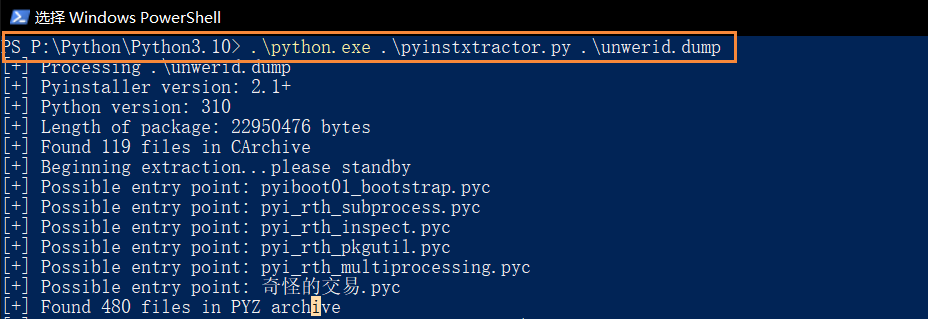 选择 Windows PowerShell
PS P:\Python\Python3.10> .\python.exe .\pyinstxtractor.py .\unwerid.dump
[+] Processing .\unwerid.dump
[+] Pyinstaller version: 2.1+
[+] Python version: 310
[+] Length of package: 22950476 bytes
[+] Found 119 files in CArchive
[+] Beginning extraction...please standby
[+] Possible entry point: pyiboot01_bootstrap.pyc
[+] Possible entry point: pyi_rth_subprocess.pyc
[+] Possible entry point: pyi_rth_inspect.pyc
[+] Possible entry point: pyi_rth_pkgutil.pyc
[+] Possible entry point: pyi_rth_multiprocessing.pyc
[+] Possible entry point: 奇怪的交易.pyc
[+] Found 480 files in PYZ archive